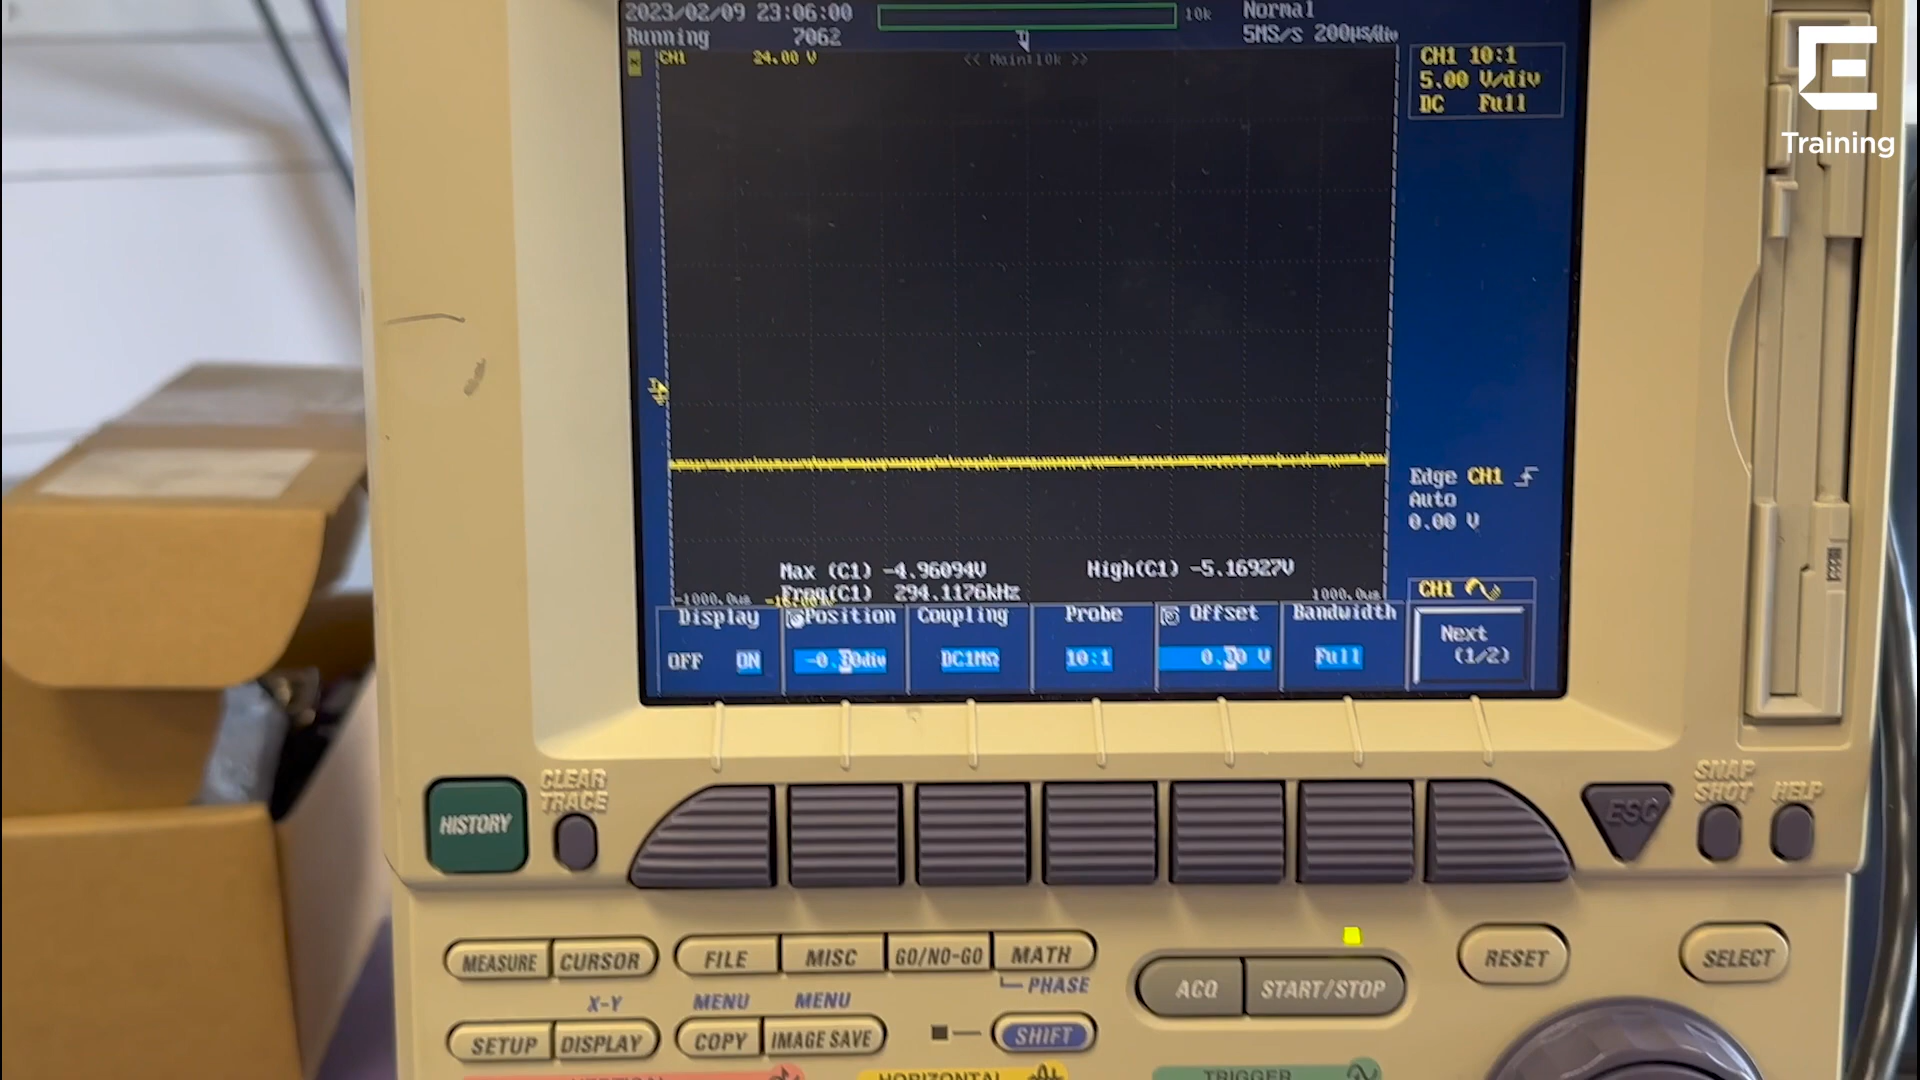 2023/02/09 23:06:00
10k
Normal
Running
7062
5MS/s 200µs/div
CH1
24.00 V
<< Main:10k >>
CH1 10:1
5.00 V/div
DC Full
Training
Edge CH1
Auto
0.00 V
Max (C1) -4.96094V
High(C1) -5.16927V
Freq(C1) 294.1176kHz
-1000.0µs
1000.0µs
CH1
Display
Position
Coupling
Probe
Offset
Bandwidth
Next
(1/2)
OFF
ON
DC1MΩ
10:1
Full
HISTORY
CLEAR
TRACE
ESC
SNAP
SHOT
HELP
MEASURE
CURSOR
FILE
MISC
GO/NO-GO
MATH
PHASE
ACQ
START/STOP
RESET
SELECT
X-Y
MENU
MENU
SETUP
DISPLAY
COPY
IMAGE SAVE
SHIFT
VERTICAL
HORIZONTAL
TRIGGER